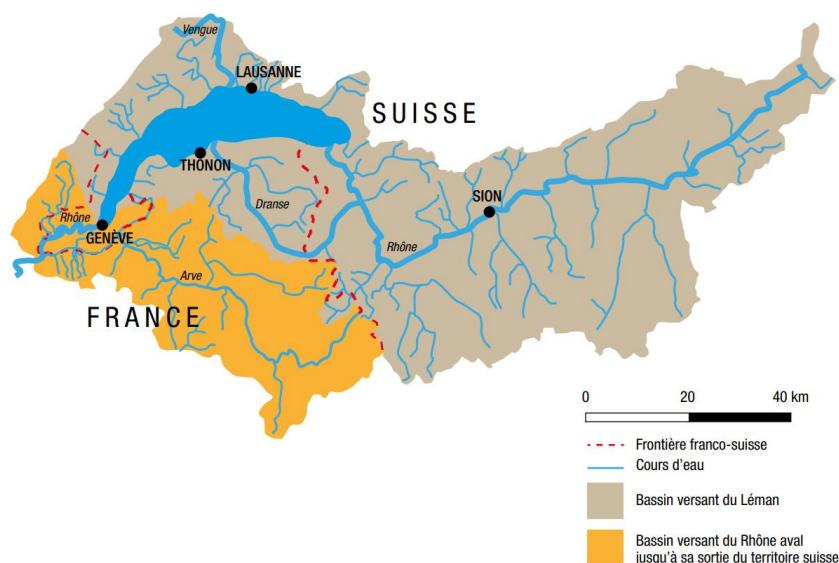 Vengue
LAUSANNE
SUISSE
THONON
Dranse
SION
Rhône
GENÈVE
Rhône
Arve
FRANCE
0 20 40 km
Frontière franco-suisse
Cours d'eau
Bassin versant du Léman
Bassin versant du Rhône aval
jusqu'à sa sortie du territoire suisse